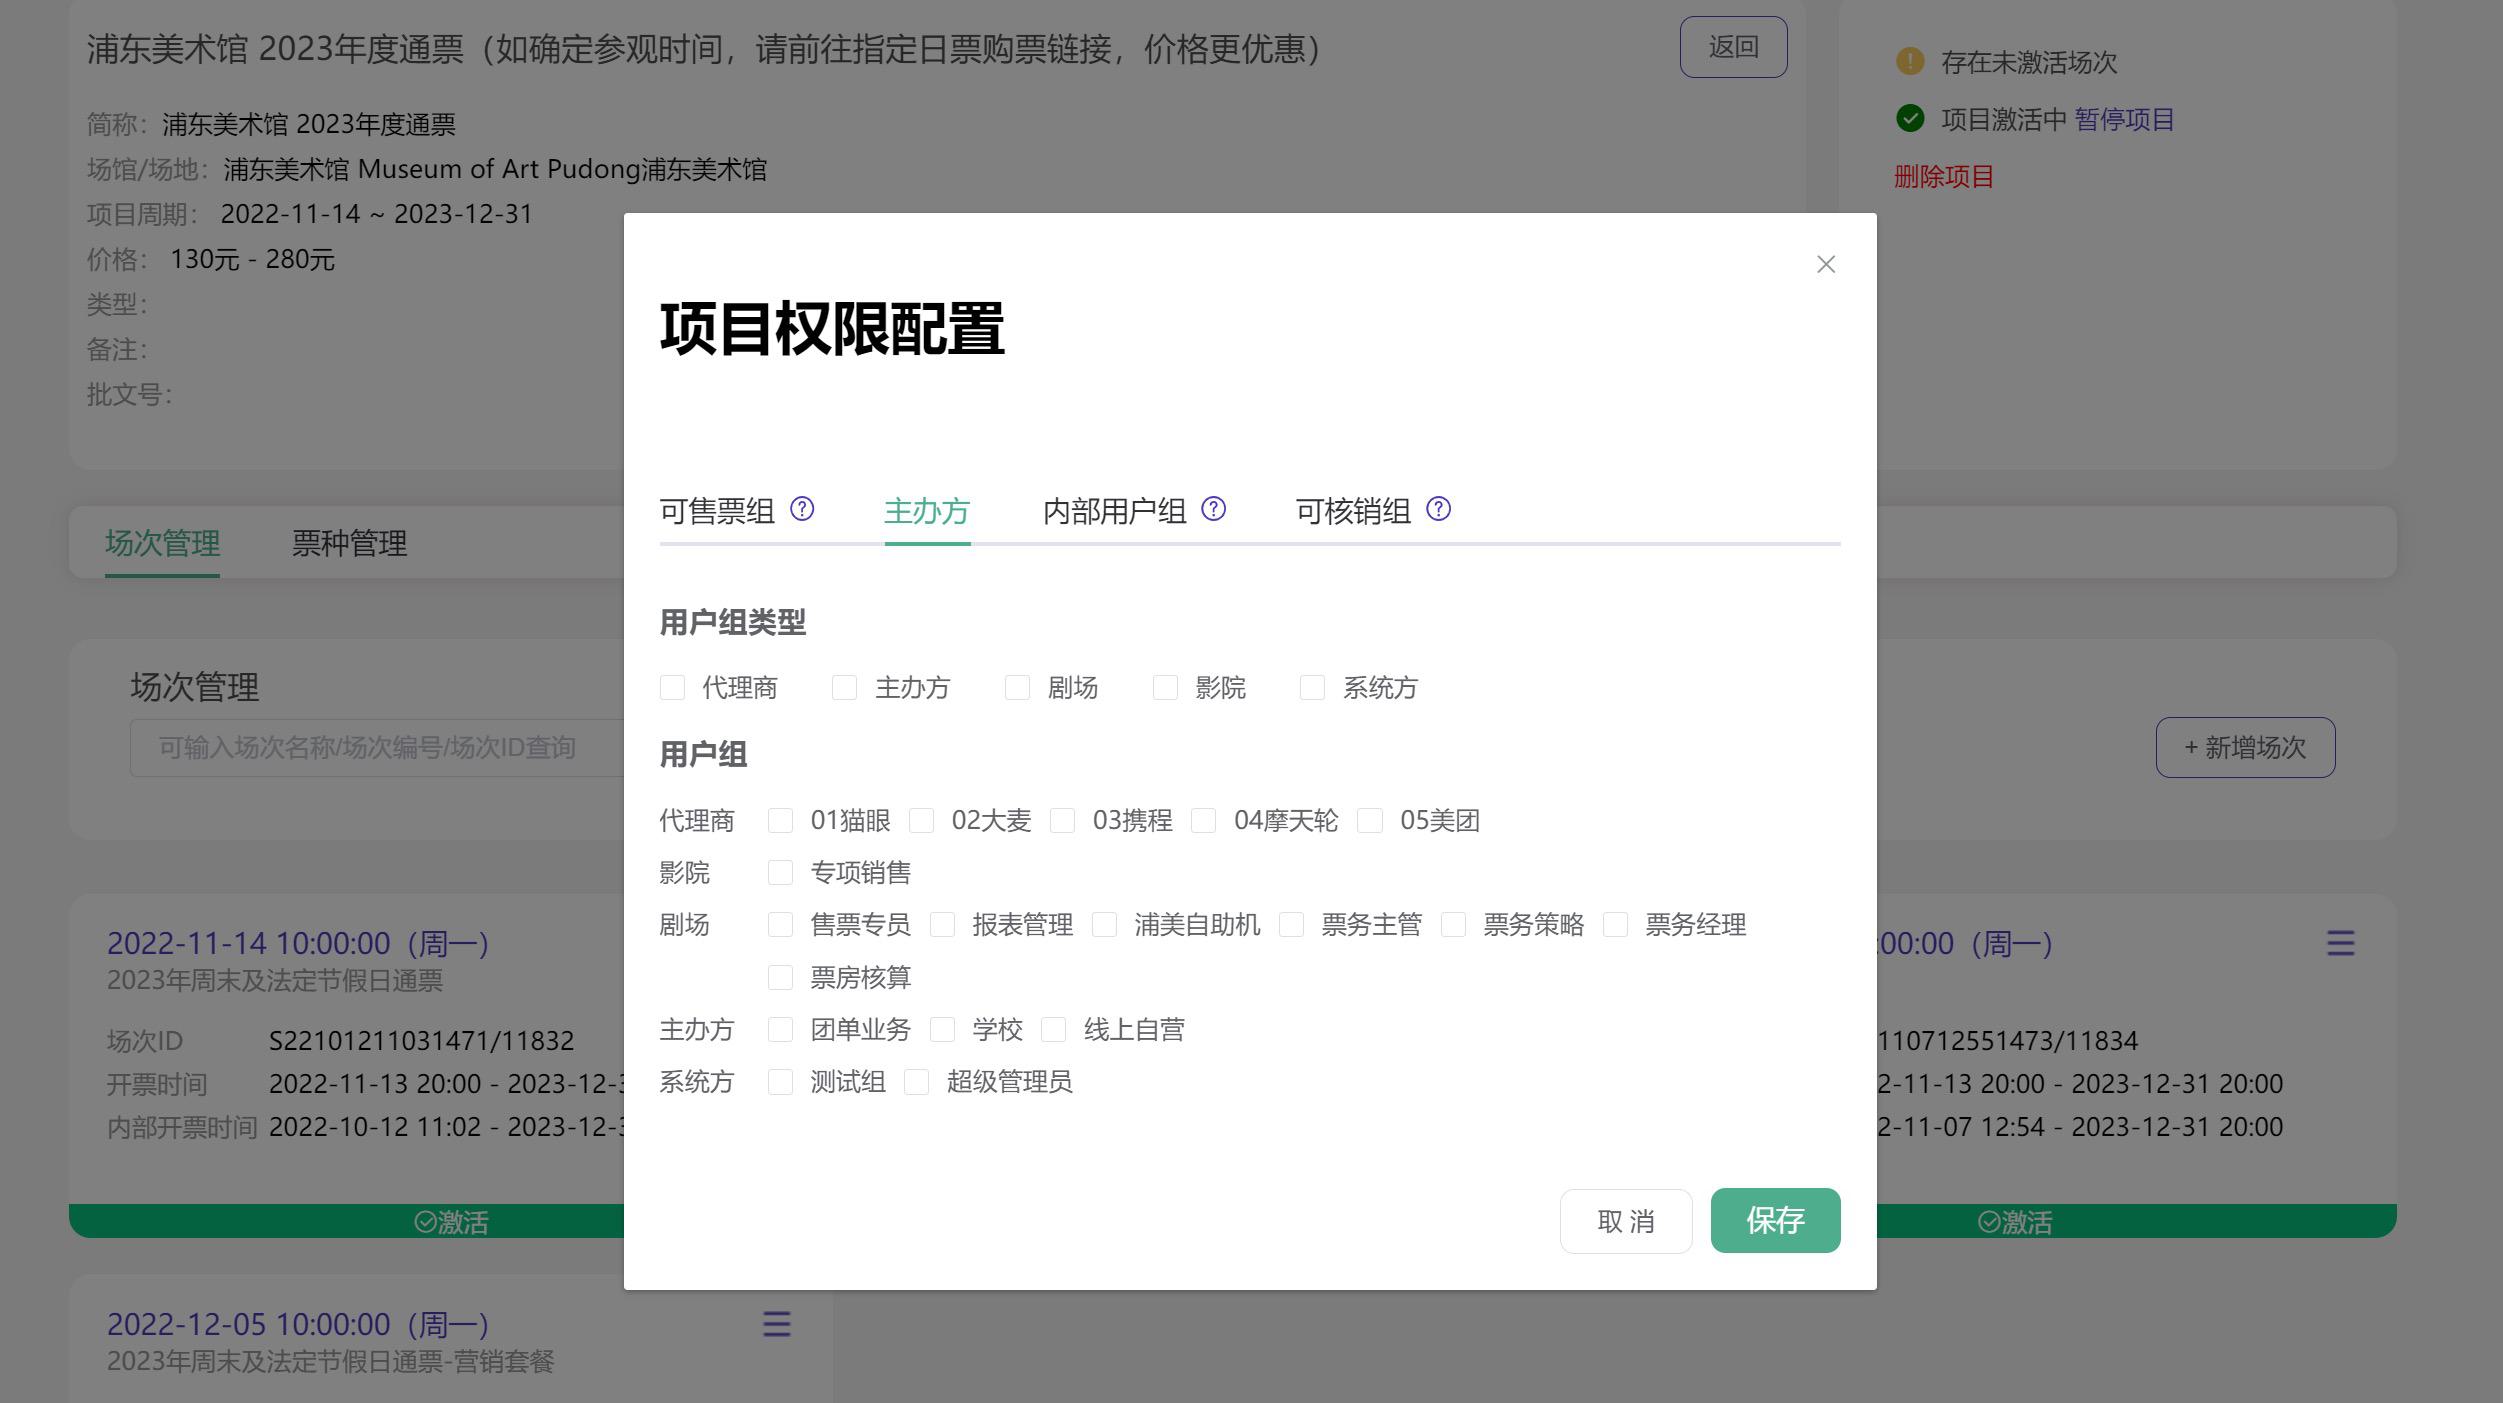 浦东美术馆 2023年度通票（如确定参观时间，请前往指定日票购票链接，价格更优惠）
返回
简称： 浦东美术馆 2023年度通票
场馆/场地： 浦东美术馆 Museum of Art Pudong浦东美术馆
项目周期： 2022-11-14 ~ 2023-12-31
价格： 130元 - 280元
类型：
备注：
批文号：
存在未激活场次
项目激活中 暂停项目
删除项目
场次管理 票种管理
场次管理
可输入场次名称/场次编号/场次ID查询
+ 新增场次
2022-11-14 10:00:00（周一）
2023年周末及法定节假日通票
场次ID S22101211031471/11832
开票时间 2022-11-13 20:00 - 2023-12-3
内部开票时间 2022-10-12 11:02 - 2023-12-3
激活
:00:00（周一）
110712551473/11834
2-11-13 20:00 - 2023-12-31 20:00
2-11-07 12:54 - 2023-12-31 20:00
激活
2022-12-05 10:00:00（周一）
2023年周末及法定节假日通票-营销套餐
项目权限配置
可售票组 主办方 内部用户组 可核销组
用户组类型
代理商 主办方 剧场 影院 系统方
用户组
代理商 01猫眼 02大麦 03携程 04摩天轮 05美团
影院 专项销售
剧场 售票专员 报表管理 浦美自助机 票务主管 票务策略 票务经理
票房核算
主办方 团单业务 学校 线上自营
系统方 测试组 超级管理员
取 消 保存